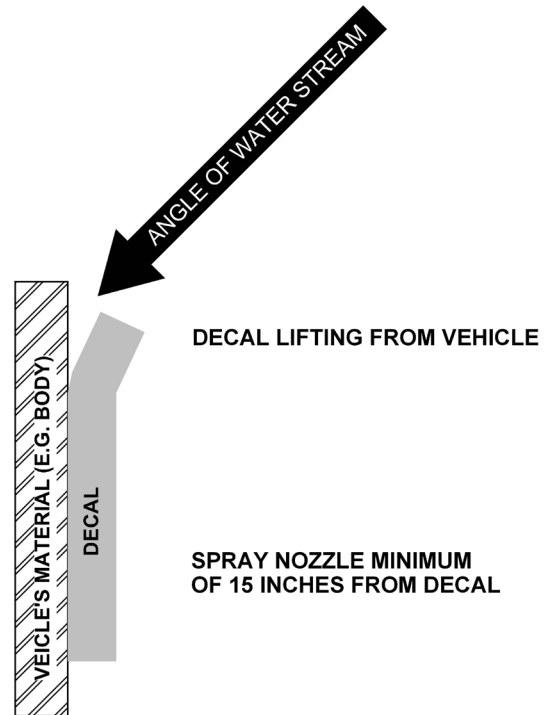 ANGLE OF WATER STREAM
DECAL LIFTING FROM VEHICLE
VEICLE'S MATERIAL (E.G. BODY)
DECAL
SPRAY NOZZLE MINIMUM
OF 15 INCHES FROM DECAL